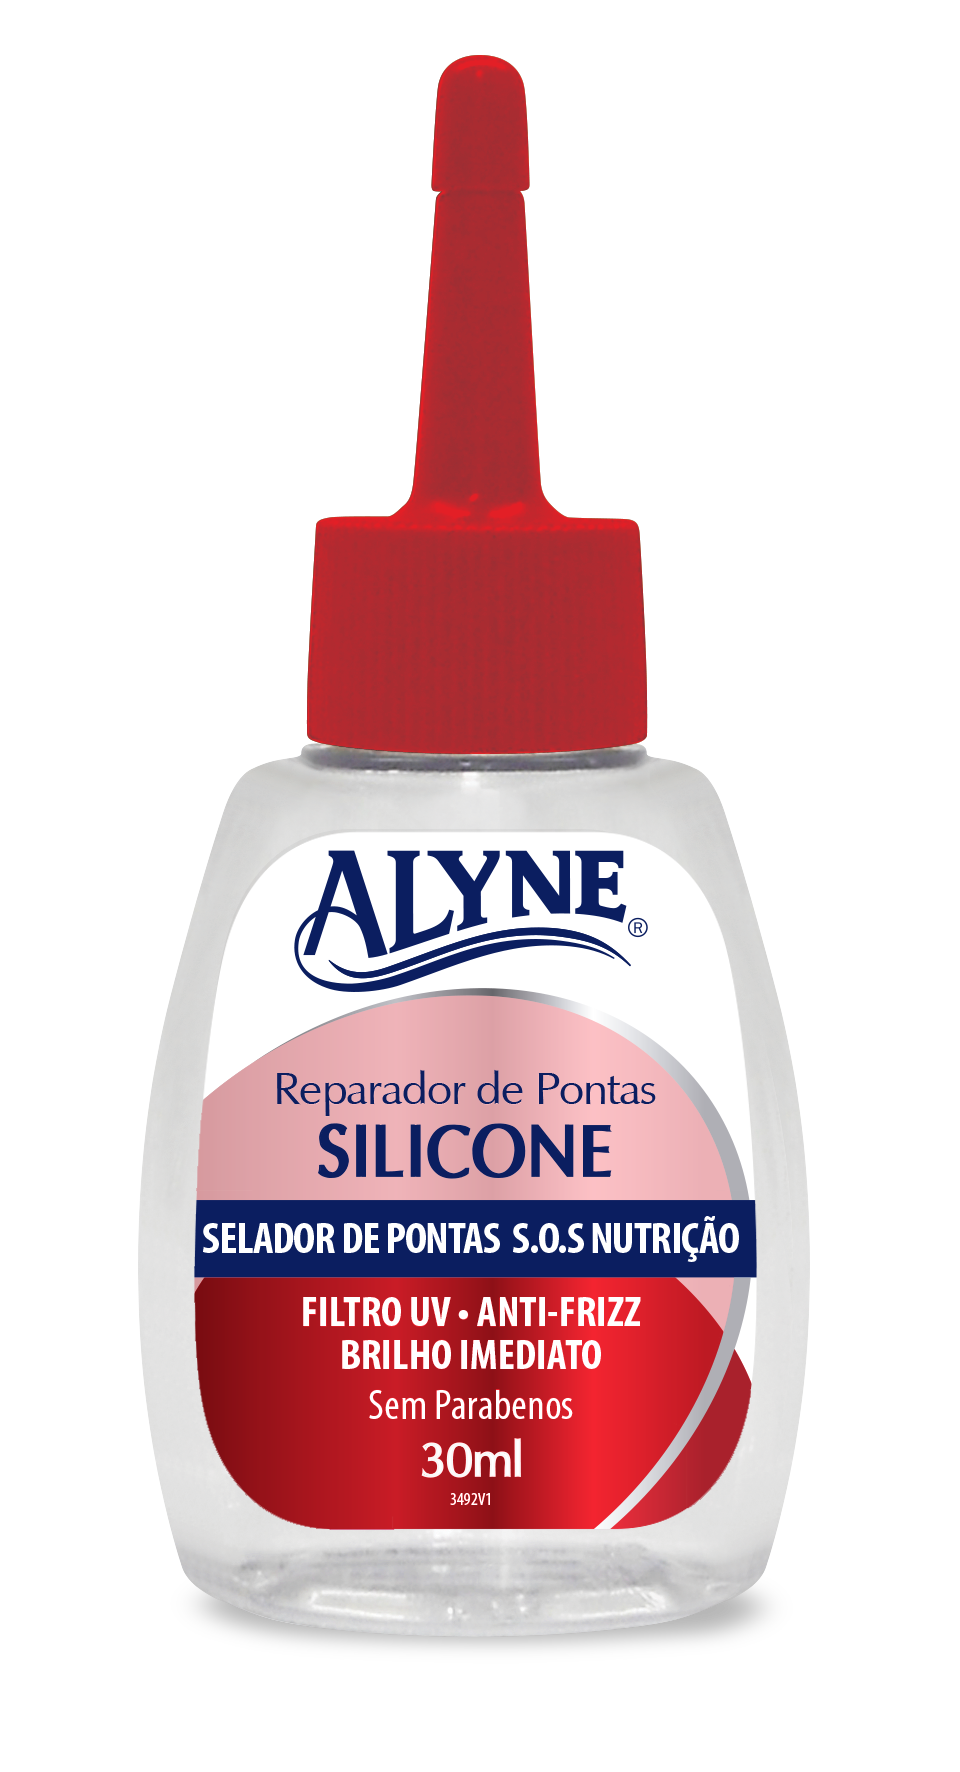 ALYNE®
Reparador de Pontas
SILICONE
SELADOR DE PONTAS S.O.S NUTRIÇÃO
FILTRO UV • ANTI-FRIZZ
BRILHO IMEDIATO
Sem Parabenos
30ml
3492V1